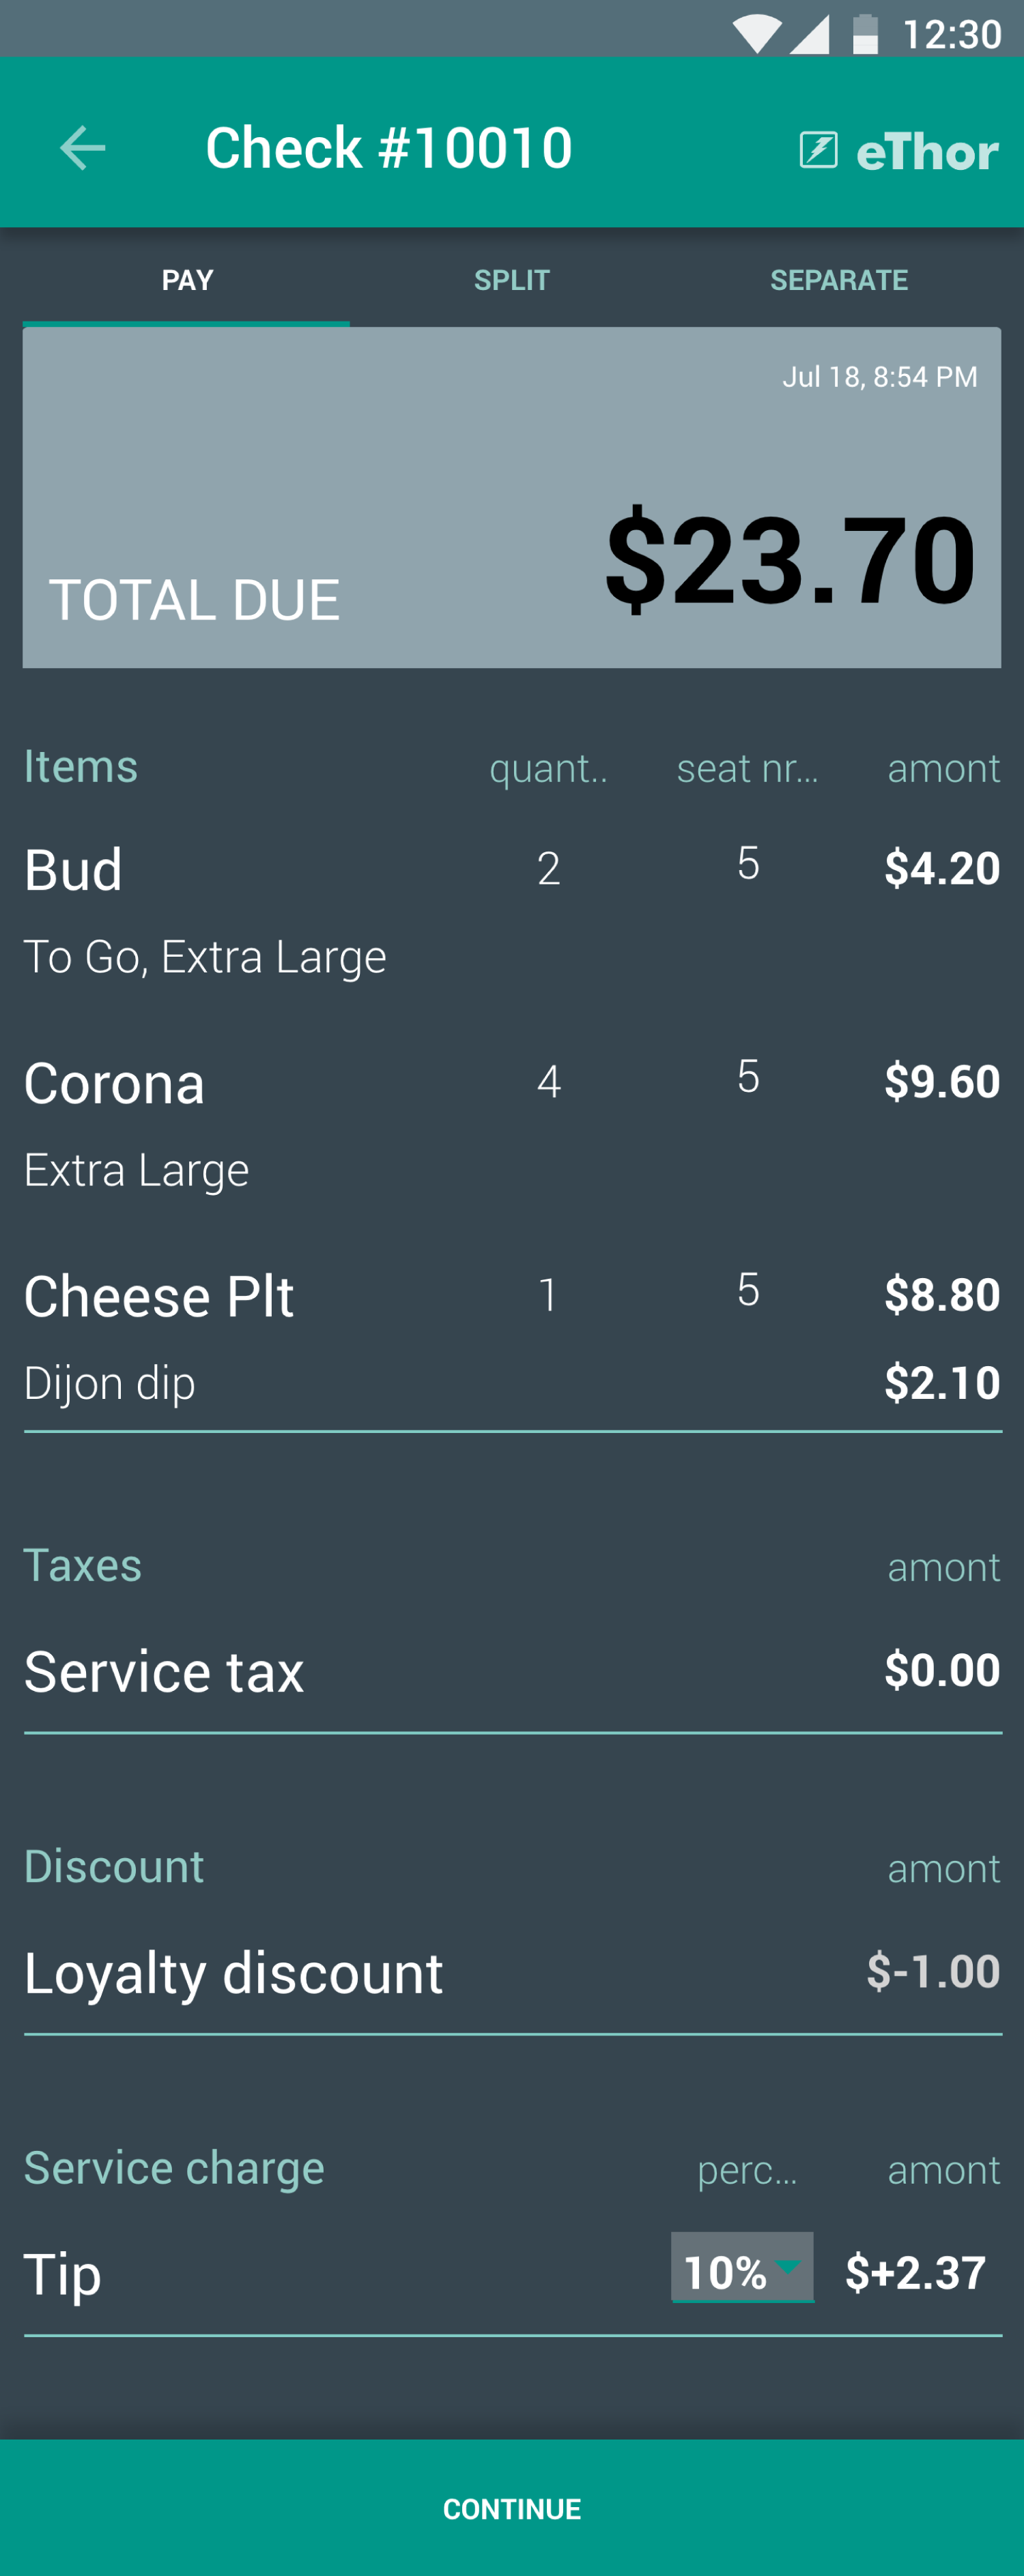 12:30
Check #10010 eThor
PAY SPLIT SEPARATE
Jul 18, 8:54 PM
TOTAL DUE $23.70
Items quant.. seat nr... amont
Bud 2 5 $4.20
To Go, Extra Large
Corona 4 5 $9.60
Extra Large
Cheese Plt 1 5 $8.80
Dijon dip $2.10
Taxes amont
Service tax $0.00
Discount amont
Loyalty discount $-1.00
Service charge perc... amont
Tip 10% $+2.37
CONTINUE